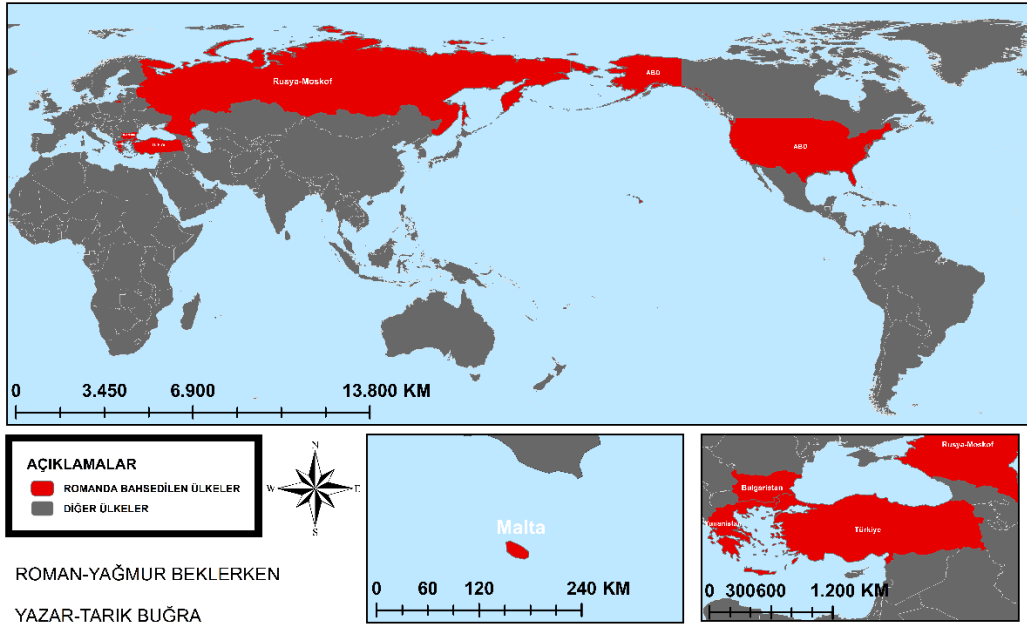 Rusya-Moskof
ABD
ABD
0 3.450 6.900 13.800 KM
AÇIKLAMALAR
ROMANDA BAHSEDİLEN ÜLKELER
DİĞER ÜLKELER
N
W E
S
ROMAN-YAĞMUR BEKLERKEN
YAZAR-TARIK BUĞRA
Malta
0 60 120 240 KM
Rusya-Moskof
Bulgaristan
Yunanistan
Türkiye
0 300600 1.200 KM